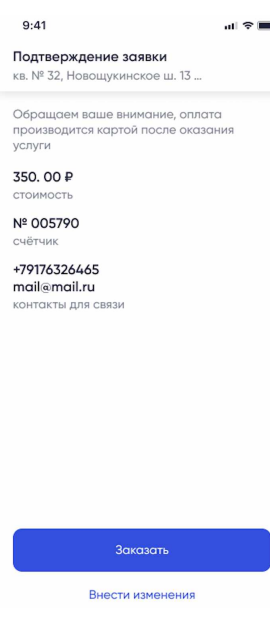 9:41
Подтверждение заявки
кв. № 32, Новощукинское ш. 13 ...
Обращаем ваше внимание, оплата
производится картой после оказания
услуги
350. 00 ₽
стоимость
№ 005790
счётчик
+79176326465
mail@mail.ru
контакты для связи
Заказать
Внести изменения